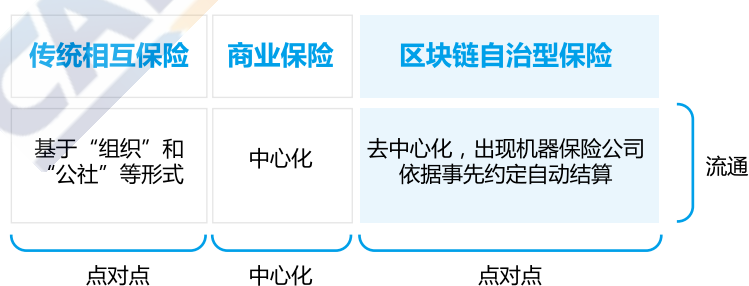 传统相互保险
商业保险
区块链自治型保险
基于“组织”和
“公社”等形式
中心化
去中心化，出现机器保险公司
依据事先约定自动结算
流通
点对点
中心化
点对点